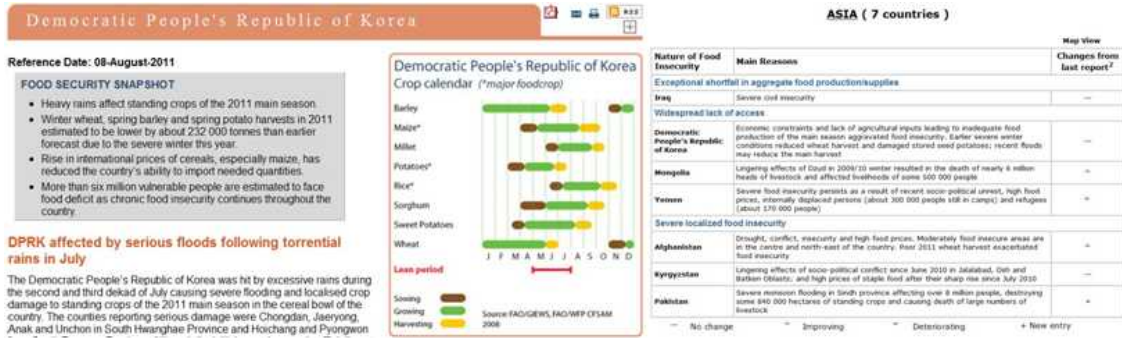 Democratic People's Republic of Korea
Reference Date: 08-August-2011
FOOD SECURITY SNAPSHOT
• Heavy rains affect standing crops of the 2011 main season.
• Winter wheat, spring barley and spring potato harvests in 2011
estimated to be lower by about 232 000 tonnes than earlier
forecast due to the severe winter this year.
• Rise in international prices of cereals, especially maize, has
reduced the country's ability to import needed quantities.
• More than six million vulnerable people are estimated to face
food deficit as chronic food insecurity continues throughout the
country.
DPRK affected by serious floods following torrential
rains in July
The Democratic People's Republic of Korea was hit by excessive rains during
the second and third dekad of July causing severe flooding and localised crop
damage to standing crops of the 2011 main season in the cereal bowl of the
country. The counties reporting serious damage were Chongdan, Jaeryong,
Anak and Unchon in South Hwanghae Province and Hoichang and Pyongwon
RSS
Democratic People's Republic of Korea
Crop calendar (*major foodcrop)
Barley
Maize*
Millet
Potatoes*
Rice*
Sorghum
Sweet Potatoes
Wheat
J F M A M J J A S O N D
Lean period
Sowing
Growing
Harvesting
Source: FAO/GIEWS, FAO/WFP CFSAM
2008
ASIA ( 7 countries )
Map View
Nature of Food Insecurity
Main Reasons
Changes from last report²
Exceptional shortfall in aggregate food production/supplies
Iraq
Severe civil insecurity
Widespread lack of access
Democratic People's Republic of Korea
Economic constraints and lack of agricultural inputs leading to inadequate food
production of the main season aggravated food insecurity. Earlier severe winter
conditions reduced wheat harvest and damaged stored seed potatoes; recent floods
may reduce the main harvest
Mongolia
Lingering effects of Dzud in 2009/10 winter resulted in the death of nearly
heads of livestock and affected livelihoods of some 500 000 people
Yemen
Severe food insecurity persists as a result of recent socio-political unrest, high food
prices, internally displaced persons (about 300 000 people still in camps) and refugees
(about 170 000 people)
Severe localized food insecurity
Afghanistan
Drought, conflict, insecurity and high food prices. Moderately food insecure areas are
in the centre and north-east of the country. Poor 2011 wheat harvest exacerbated
food insecurity
Kyrgyzstan
Lingering effects of socio-political conflict since June 2010 in Jalalabad, Osh and
Batken Oblasts; and high prices of staple food after their sharp rise since July 2010
Pakistan
Severe monsoon flooding in Sindh province affecting over 8 million people, destroying
some 840 000 hectares of standing crops and causing death of large numbers of
livestock
No change
Improving
Deteriorating
+ New entry